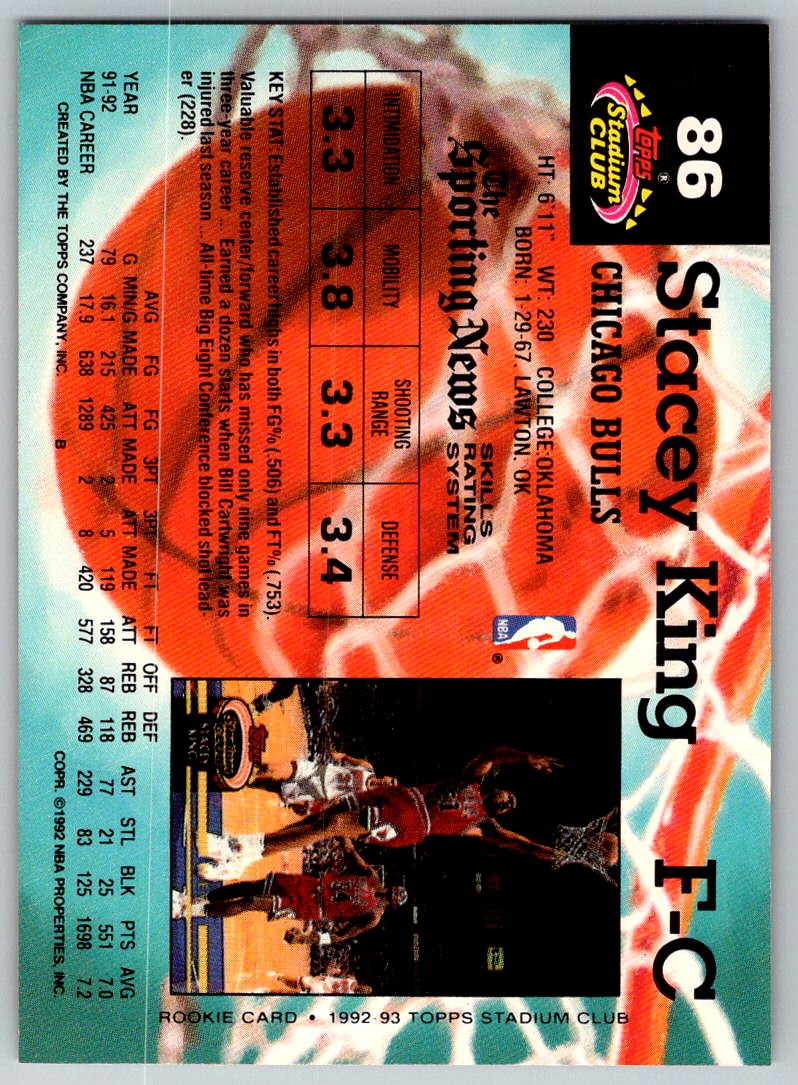 86
Topps®
Stadium
CLUB
Stacey King F-C
CHICAGO BULLS
HT: 6'11" WT: 230 COLLEGE: OKLAHOMA
BORN: 1-29-67, LAWTON, OK
NBA
®
The
Sporting News
SKILLS
RATING
SYSTEM
INTIMIDATION MOBILITY SHOOTING RANGE DEFENSE
3.3 3.8 3.3 3.4
KEY STAT: Established career highs in both FG% (.506) and FT% (.753).
Valuable reserve center/forward who has missed only nine games in
three-year career ... Earned a dozen starts when Bill Cartwright was
injured last season ... All-time Big Eight Conference blocked shot lead-
er (228).
AVG FG FG 3PT 3PT FT FT OFF DEF
YEAR G MIN/G MADE ATT MADE ATT MADE ATT REB REB AST STL BLK PTS AVG
91-92 79 16.1 215 425 2 5 119 158 87 118 77 21 25 551 7.0
NBA CAREER 237 17.9 638 1289 2 8 420 577 328 469 229 83 125 1698 7.2
CREATED BY THE TOPPS COMPANY, INC. B COPR. ©1992 NBA PROPERTIES, INC.
Topps
Stadium
CLUB
STACEY
KING
ROOKIE CARD • 1992-93 TOPPS STADIUM CLUB